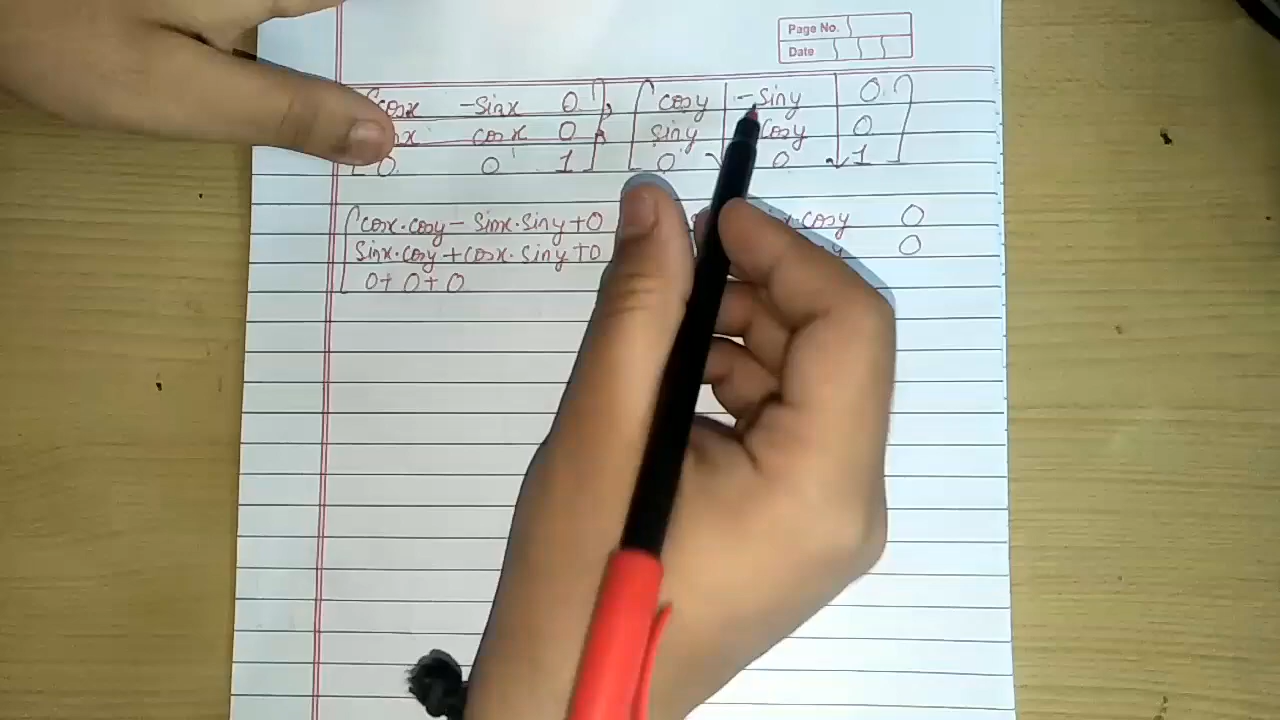 Page No.
Date
cosx -sinx 0 , cosy -siny 0
cosx 0 siny cosy 0
0 0 1 0 0 1
cosx·cosy - sinx·siny+0 ·cosy 0
sinx·cosy+cosx·siny+0 0
0+ 0+ 0